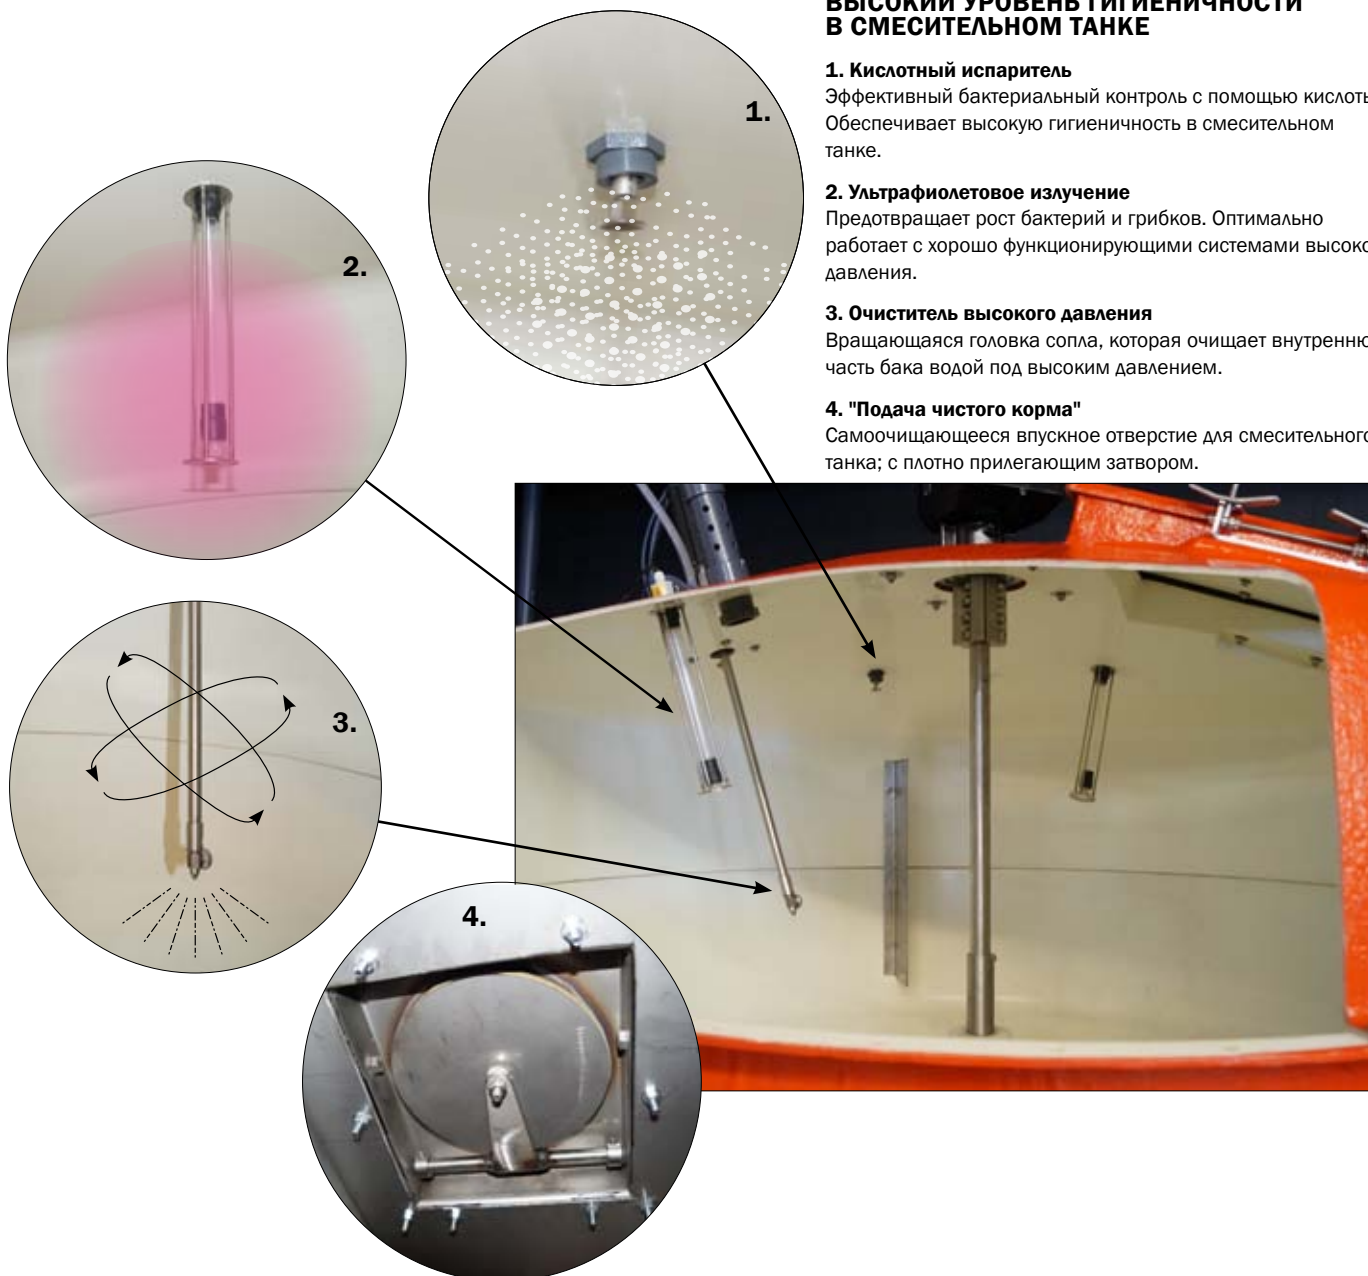 ВЫСОКИЙ УРОВЕНЬ ГИГИЕНИЧНОСТИ
В СМЕСИТЕЛЬНОМ ТАНКЕ
1. Кислотный испаритель
Эффективный бактериальный контроль с помощью кислоты
Обеспечивает высокую гигиеничность в смесительном
танке.
2. Ультрафиолетовое излучение
Предотвращает рост бактерий и грибков. Оптимально
работает с хорошо функционирующими системами высоко
давления.
3. Очиститель высокого давления
Вращающаяся головка сопла, которая очищает внутренню
часть бака водой под высоким давлением.
4. "Подача чистого корма"
Самоочищающееся впускное отверстие для смесительного
танка; с плотно прилегающим затвором.
1.
2.
3.
4.